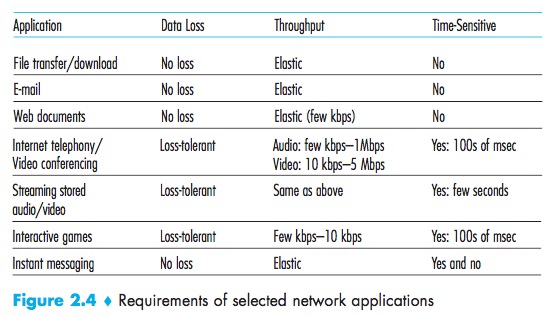 Application Data Loss Throughput Time-Sensitive
File transfer/download No loss Elastic No
E-mail No loss Elastic No
Web documents No loss Elastic (few kbps) No
Internet telephony/ Loss-tolerant Audio: few kbps–1Mbps Yes: 100s of msec
Video conferencing Video: 10 kbps–5 Mbps
Streaming stored Loss-tolerant Same as above Yes: few seconds
audio/video
Interactive games Loss-tolerant Few kbps–10 kbps Yes: 100s of msec
Instant messaging No loss Elastic Yes and no
Figure 2.4 ♦ Requirements of selected network applications